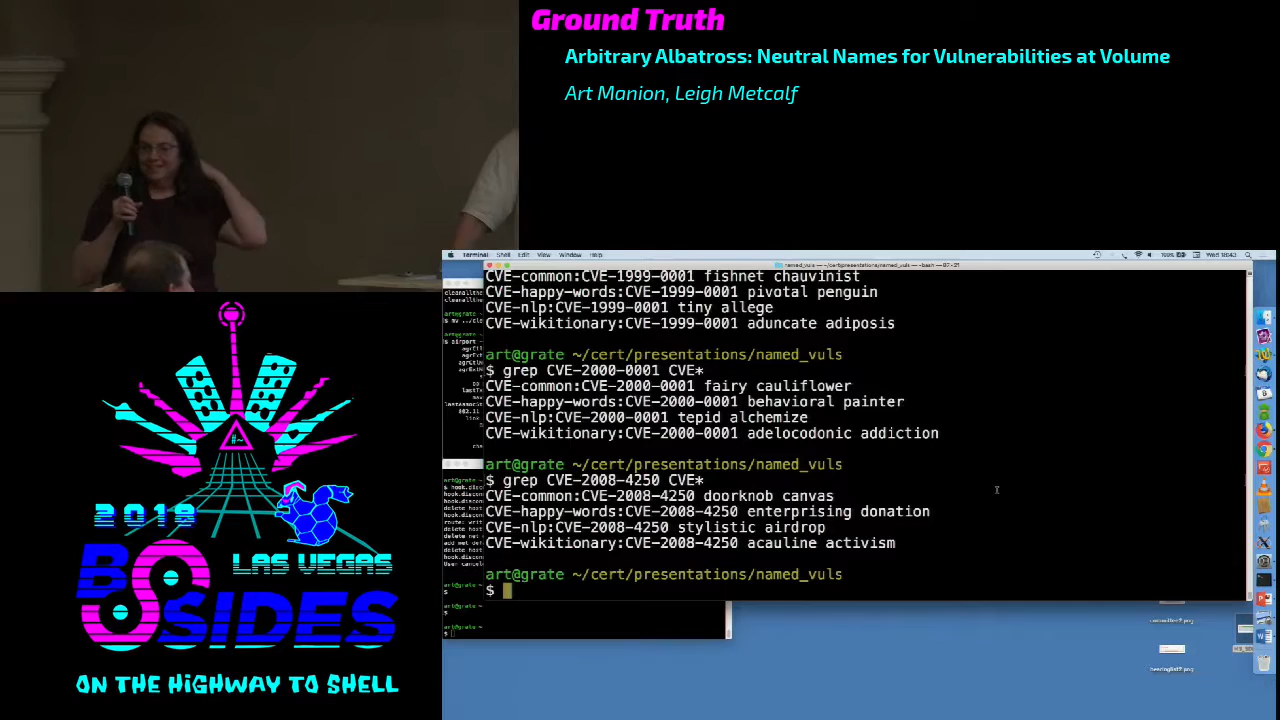 Ground Truth
Arbitrary Albatross: Neutral Names for Vulnerabilities at Volume
Art Manion, Leigh Metcalf
Terminal Shell Edit View Window Help
CVE-common:CVE-1999-0001 fishnet chauvinist
CVE-happy-words:CVE-1999-0001 pivotal penguin
CVE-nlp:CVE-1999-0001 tiny allege
CVE-wikitionary:CVE-1999-0001 aduncate adiposis
art@grate ~/cert/presentations/named_vuls
$ grep CVE-2000-0001 CVE*
CVE-common:CVE-2000-0001 fairy cauliflower
CVE-happy-words:CVE-2000-0001 behavioral painter
CVE-nlp:CVE-2000-0001 tepid alchemize
CVE-wikitionary:CVE-2000-0001 adelocodonic addiction
art@grate ~/cert/presentations/named_vuls
$ grep CVE-2008-4250 CVE*
CVE-common:CVE-2008-4250 doorknob canvas
CVE-happy-words:CVE-2008-4250 enterprising donation
CVE-nlp:CVE-2008-4250 stylistic airdrop
CVE-wikitionary:CVE-2008-4250 acauline activism
art@grate ~/cert/presentations/named_vuls
$
#~
2018
BSIDES
LAS VEGAS
ON THE HIGHWAY TO SHELL